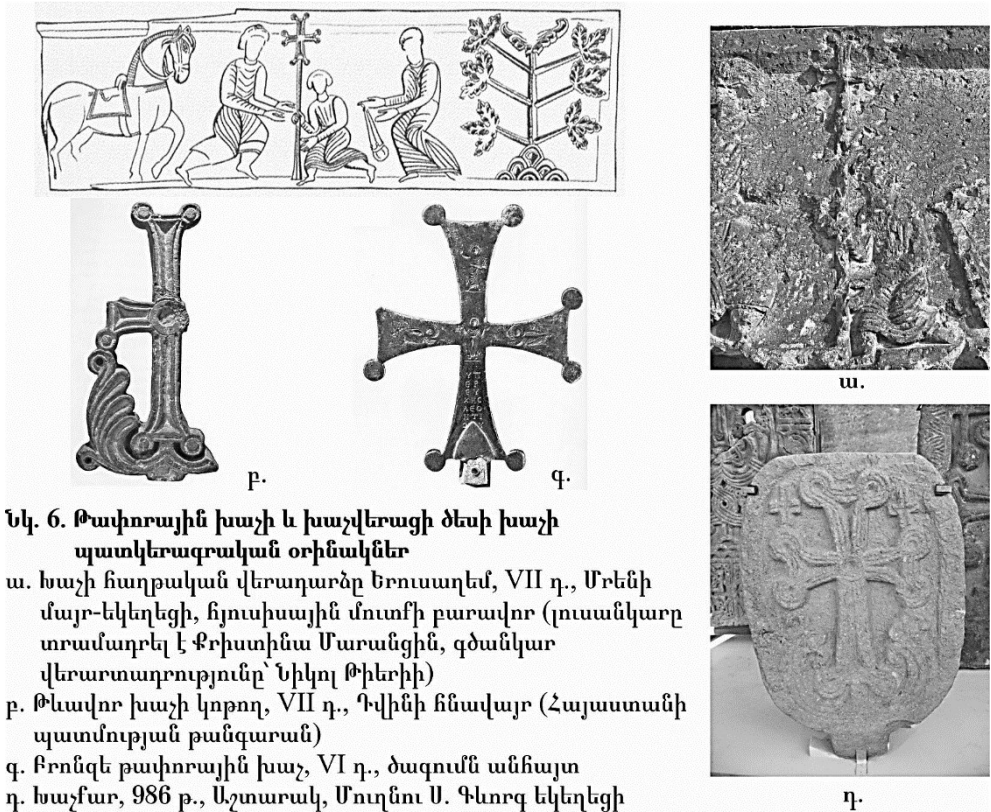 ա.
բ.
գ.
դ.
Նկ. 6. Թափորային խաչի և խաչվերացի ծեսի խաչի
պատկերագրական օրինակներ
ա. Խաչի հաղթական վերադարձը Երուսաղեմ, VII դ., Մրենի
մայր-եկեղեցի, հյուսիսային մուտքի բարավոր (լուսանկարը
տրամադրել է Քրիստինա Մարանցին, գծանկար
վերարտադրությունը՝ Նիկոլ Թիերիի)
բ. Թևավոր խաչի կոթող, VII դ., Դվինի հնավայր (Հայաստանի
պատմության թանգարան)
գ. Բրոնզե թափորային խաչ, VI դ., ծագումն անհայտ
դ. Խաչքար, 986 թ., Աշտարակ, Մուղնու Ս. Գևորգ եկեղեցի